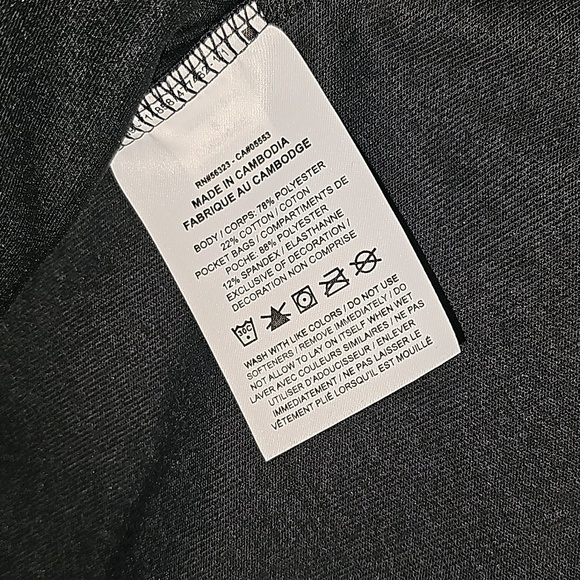 RN#56323 - CA#05553
MADE IN CAMBODIA
FABRIQUE AU CAMBODGE
BODY / CORPS: 78% POLYESTER
22% COTTON / COTON
POCKET BAGS / COMPARTIMENTS DE
POCHE: 88% POLYESTER
12% SPANDEX / ELASTHANNE
EXCLUSIVE OF DECORATION /
DECORATION NON COMPRISE
30C
WASH WITH LIKE COLORS / DO NOT USE
SOFTENERS / REMOVE IMMEDIATELY / DO
NOT ALLOW TO LAY ON ITSELF WHEN WET
LAVER AVEC COULEURS SIMILAIRES / NE PAS
UTILISER D'ADOUCISSEUR / ENLEVER
IMMEDIATEMENT / NE PAS LAISSER LE
VÊTEMENT PLIÉ LORSQU'IL EST MOUILLÉ